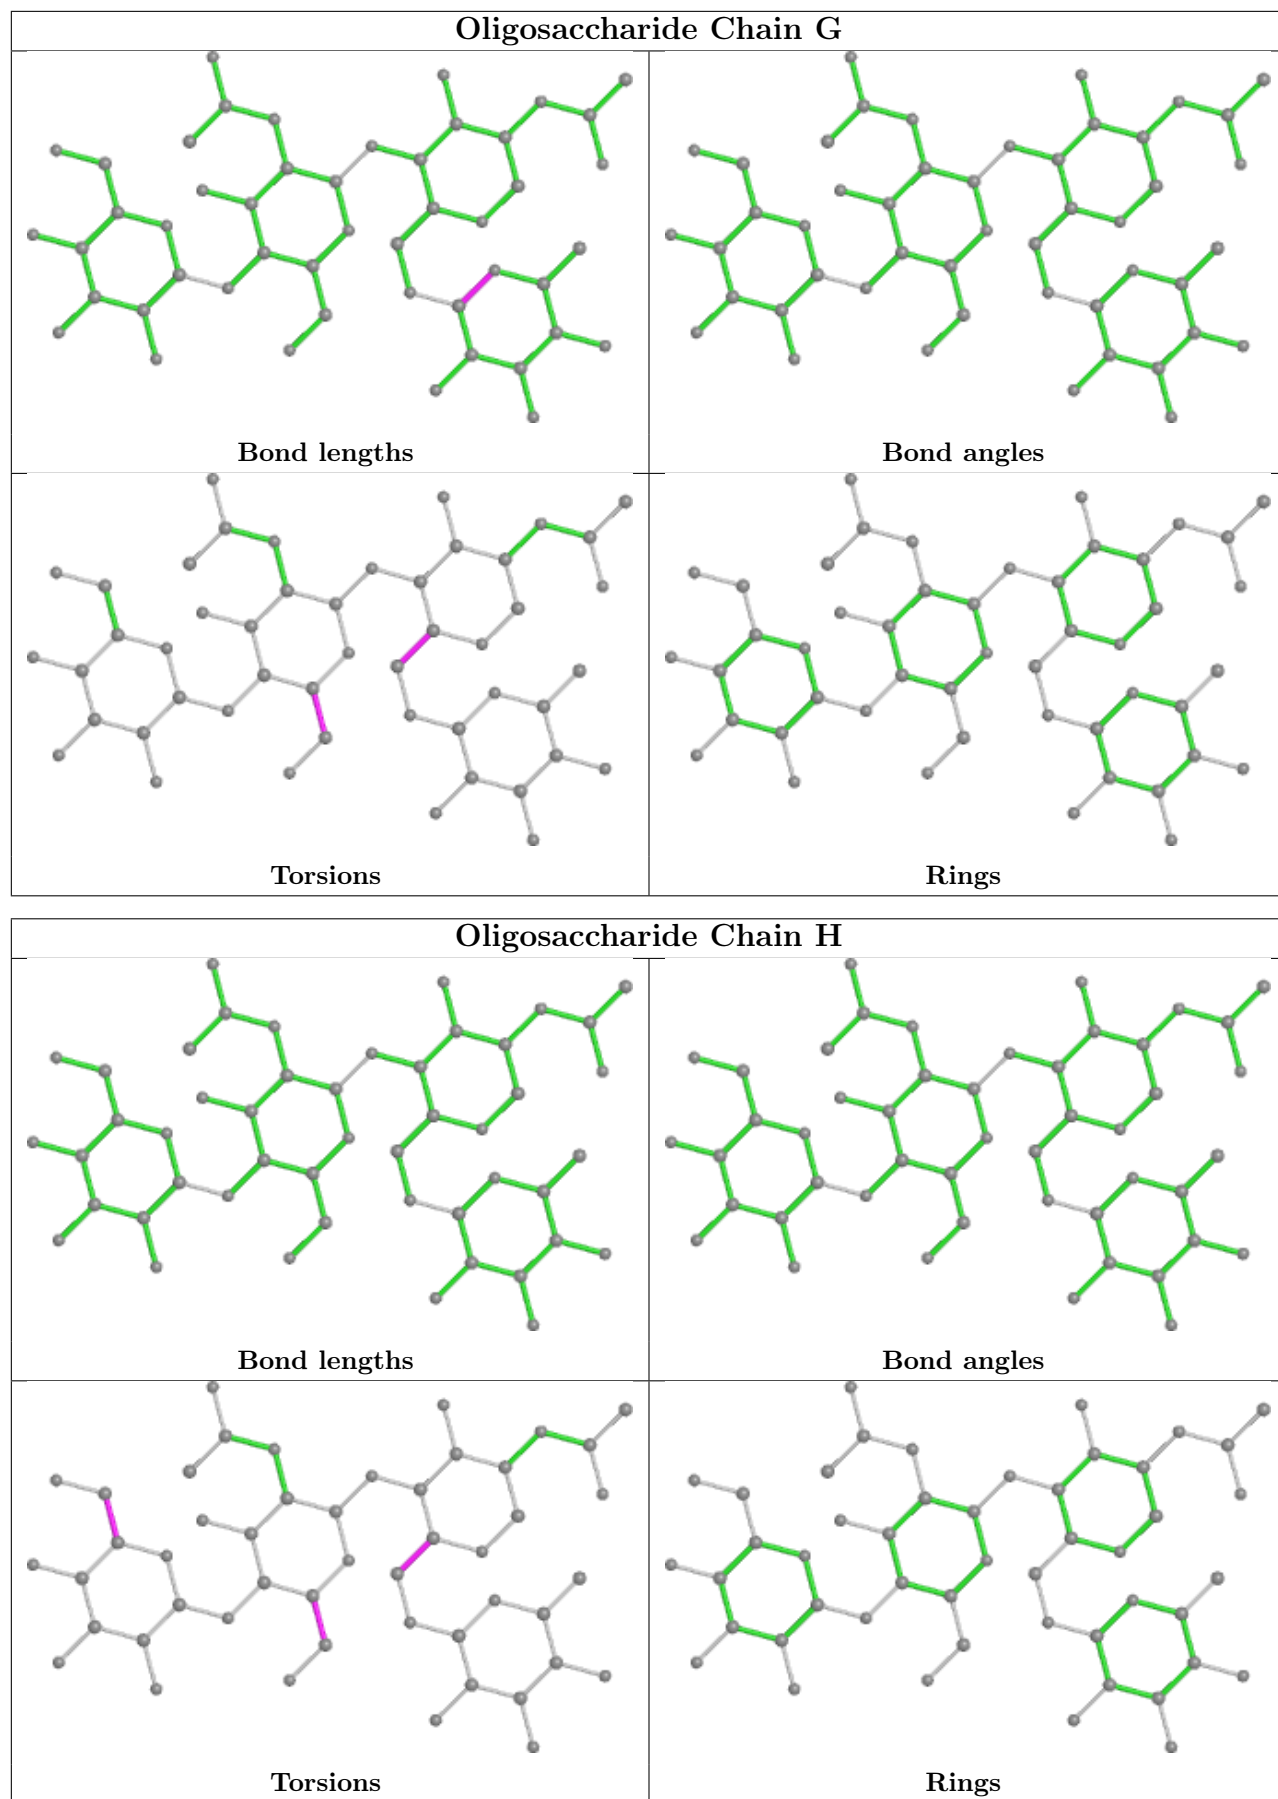 Oligosaccharide Chain G
Bond lengths
Bond angles
Torsions
Rings
Oligosaccharide Chain H
Bond lengths
Bond angles
Torsions
Rings